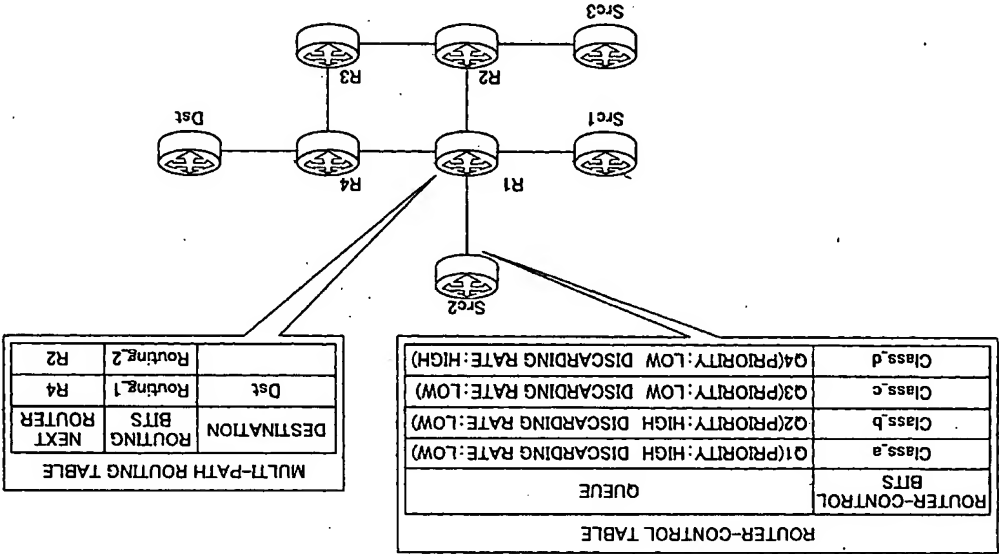 ROUTER-CONTROL TABLE
ROUTER-CONTROL BITS
QUEUE
Class_a
Q1(PRIORITY:HIGH DISCARDING RATE:LOW)
Class_b
Q2(PRIORITY:HIGH DISCARDING RATE:LOW)
Class_c
Q3(PRIORITY:LOW DISCARDING RATE:LOW)
Class_d
Q4(PRIORITY:LOW DISCARDING RATE:HIGH)
MULTI-PATH ROUTING TABLE
DESTINATION
ROUTING BITS
NEXT ROUTER
Dst
Routing_1
R4
Routing_2
R2
Src2
R1
R4
Src1
Dst
R2
R3
Src3